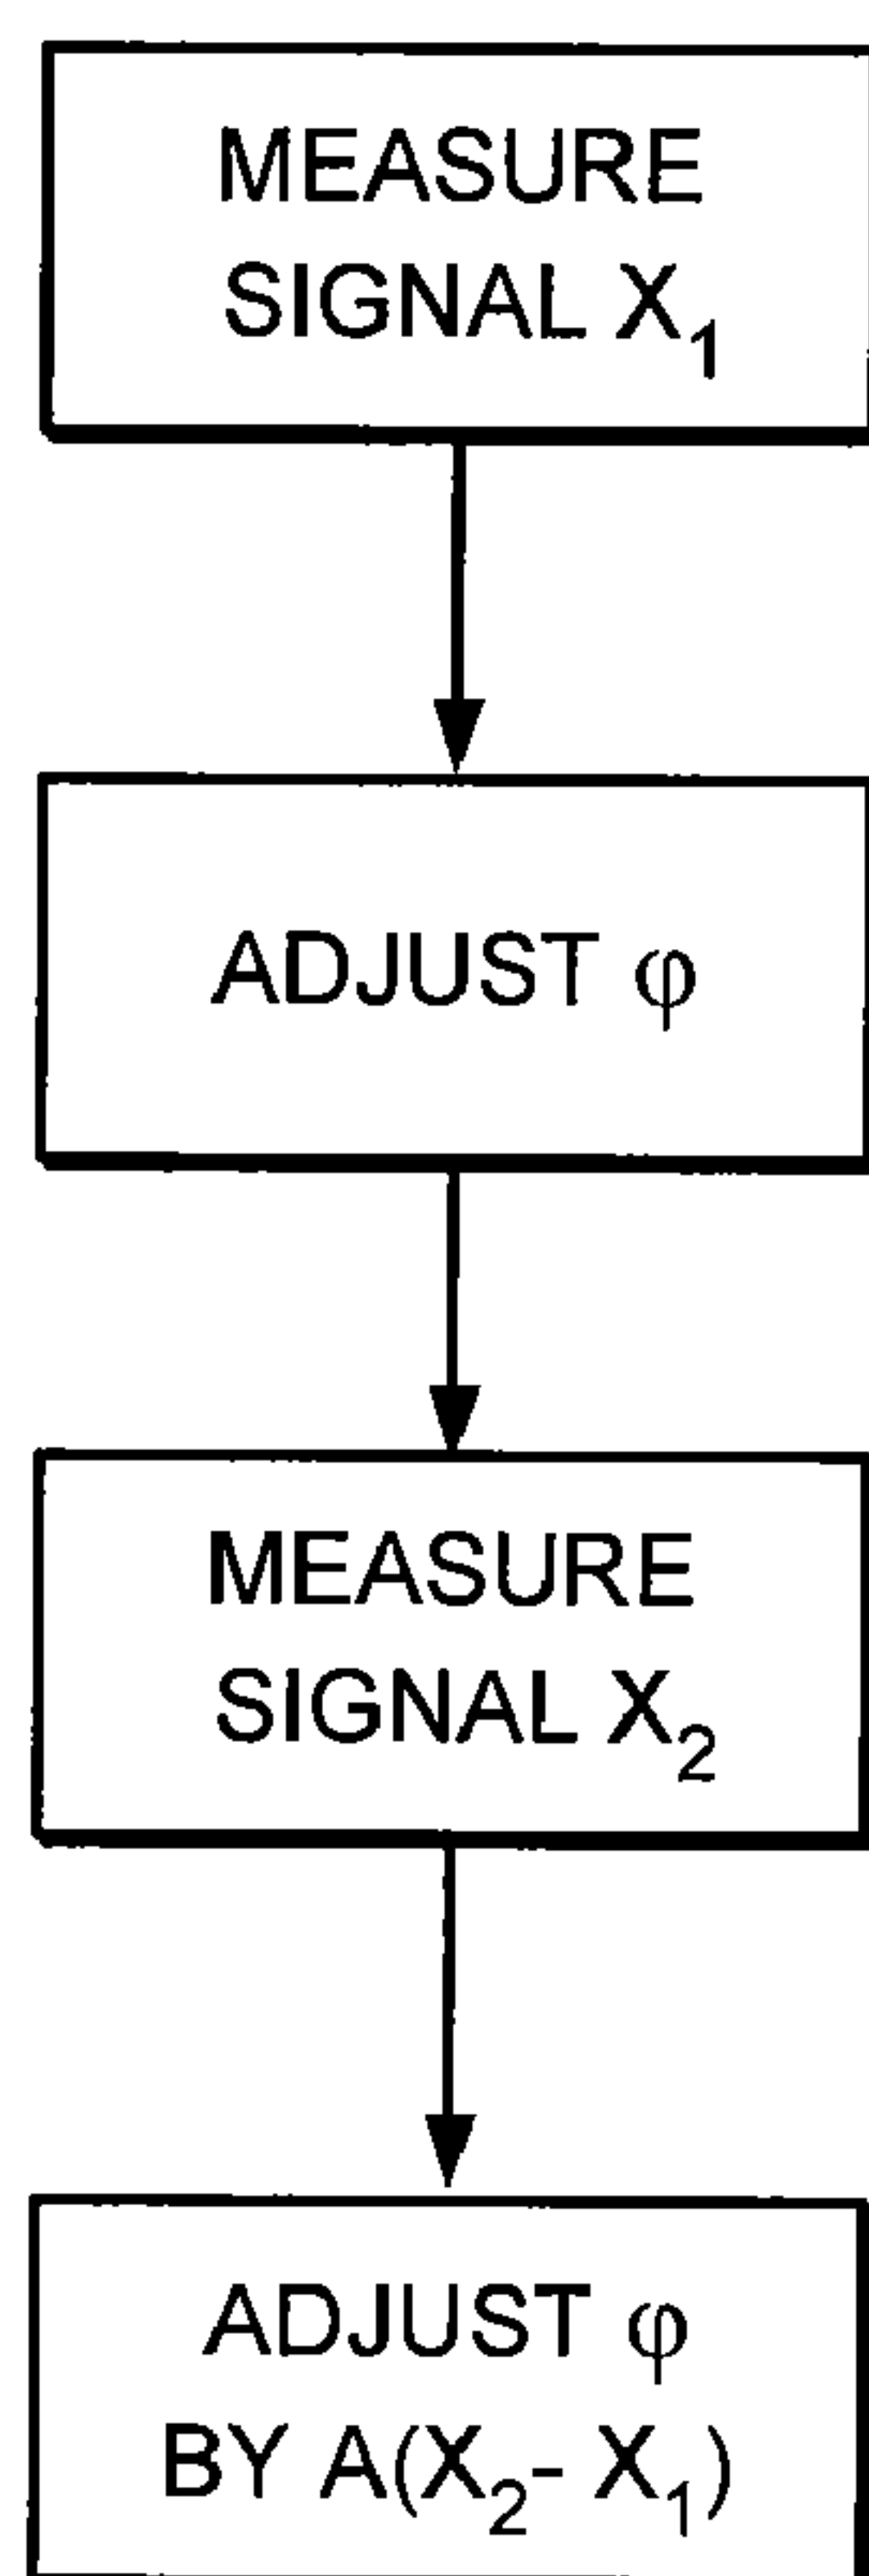 MEASURE
SIGNAL X₁
ADJUST φ
MEASURE
SIGNAL X₂
ADJUST φ
BY A(X₂- X₁)